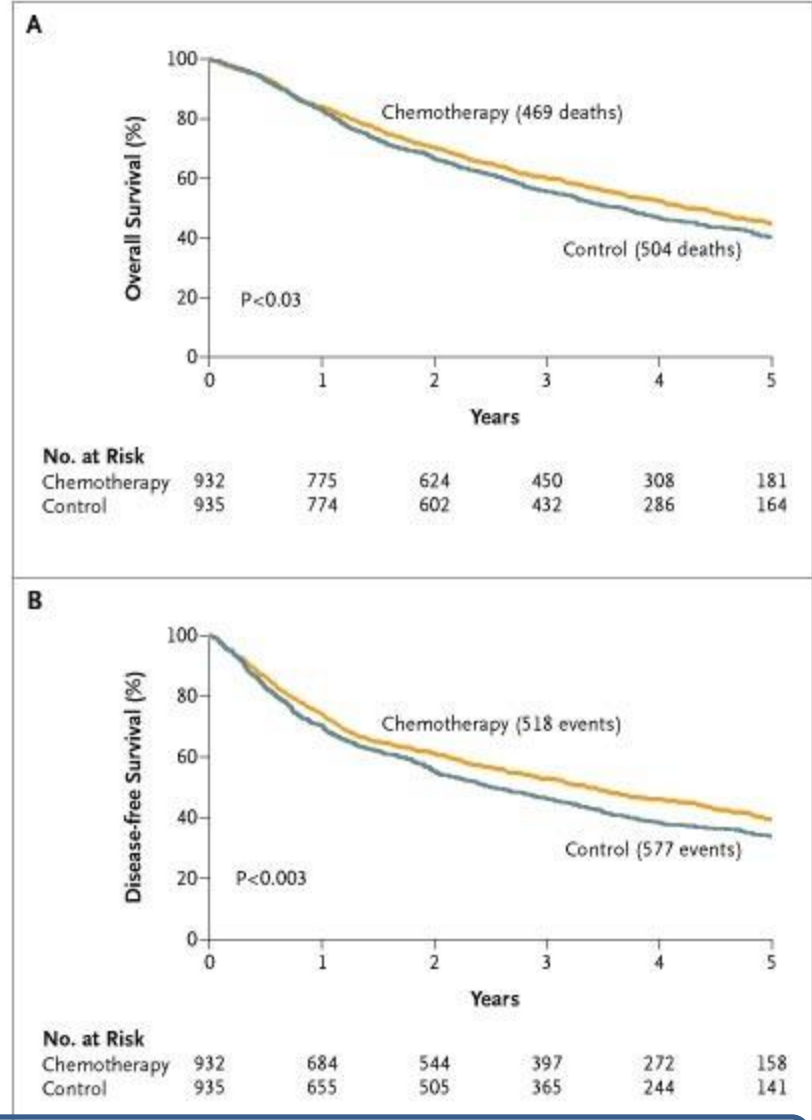 A
100
80
60
40
20
0
Overall Survival (%)
Chemotherapy (469 deaths)
Control (504 deaths)
P<0.03
0 1 2 3 4 5
Years
No. at Risk
Chemotherapy 932 775 624 450 308 181
Control 935 774 602 432 286 164
B
100
80
60
40
20
0
Disease-free Survival (%)
Chemotherapy (518 events)
Control (577 events)
P<0.003
0 1 2 3 4 5
Years
No. at Risk
Chemotherapy 932 684 544 397 272 158
Control 935 655 505 365 244 141